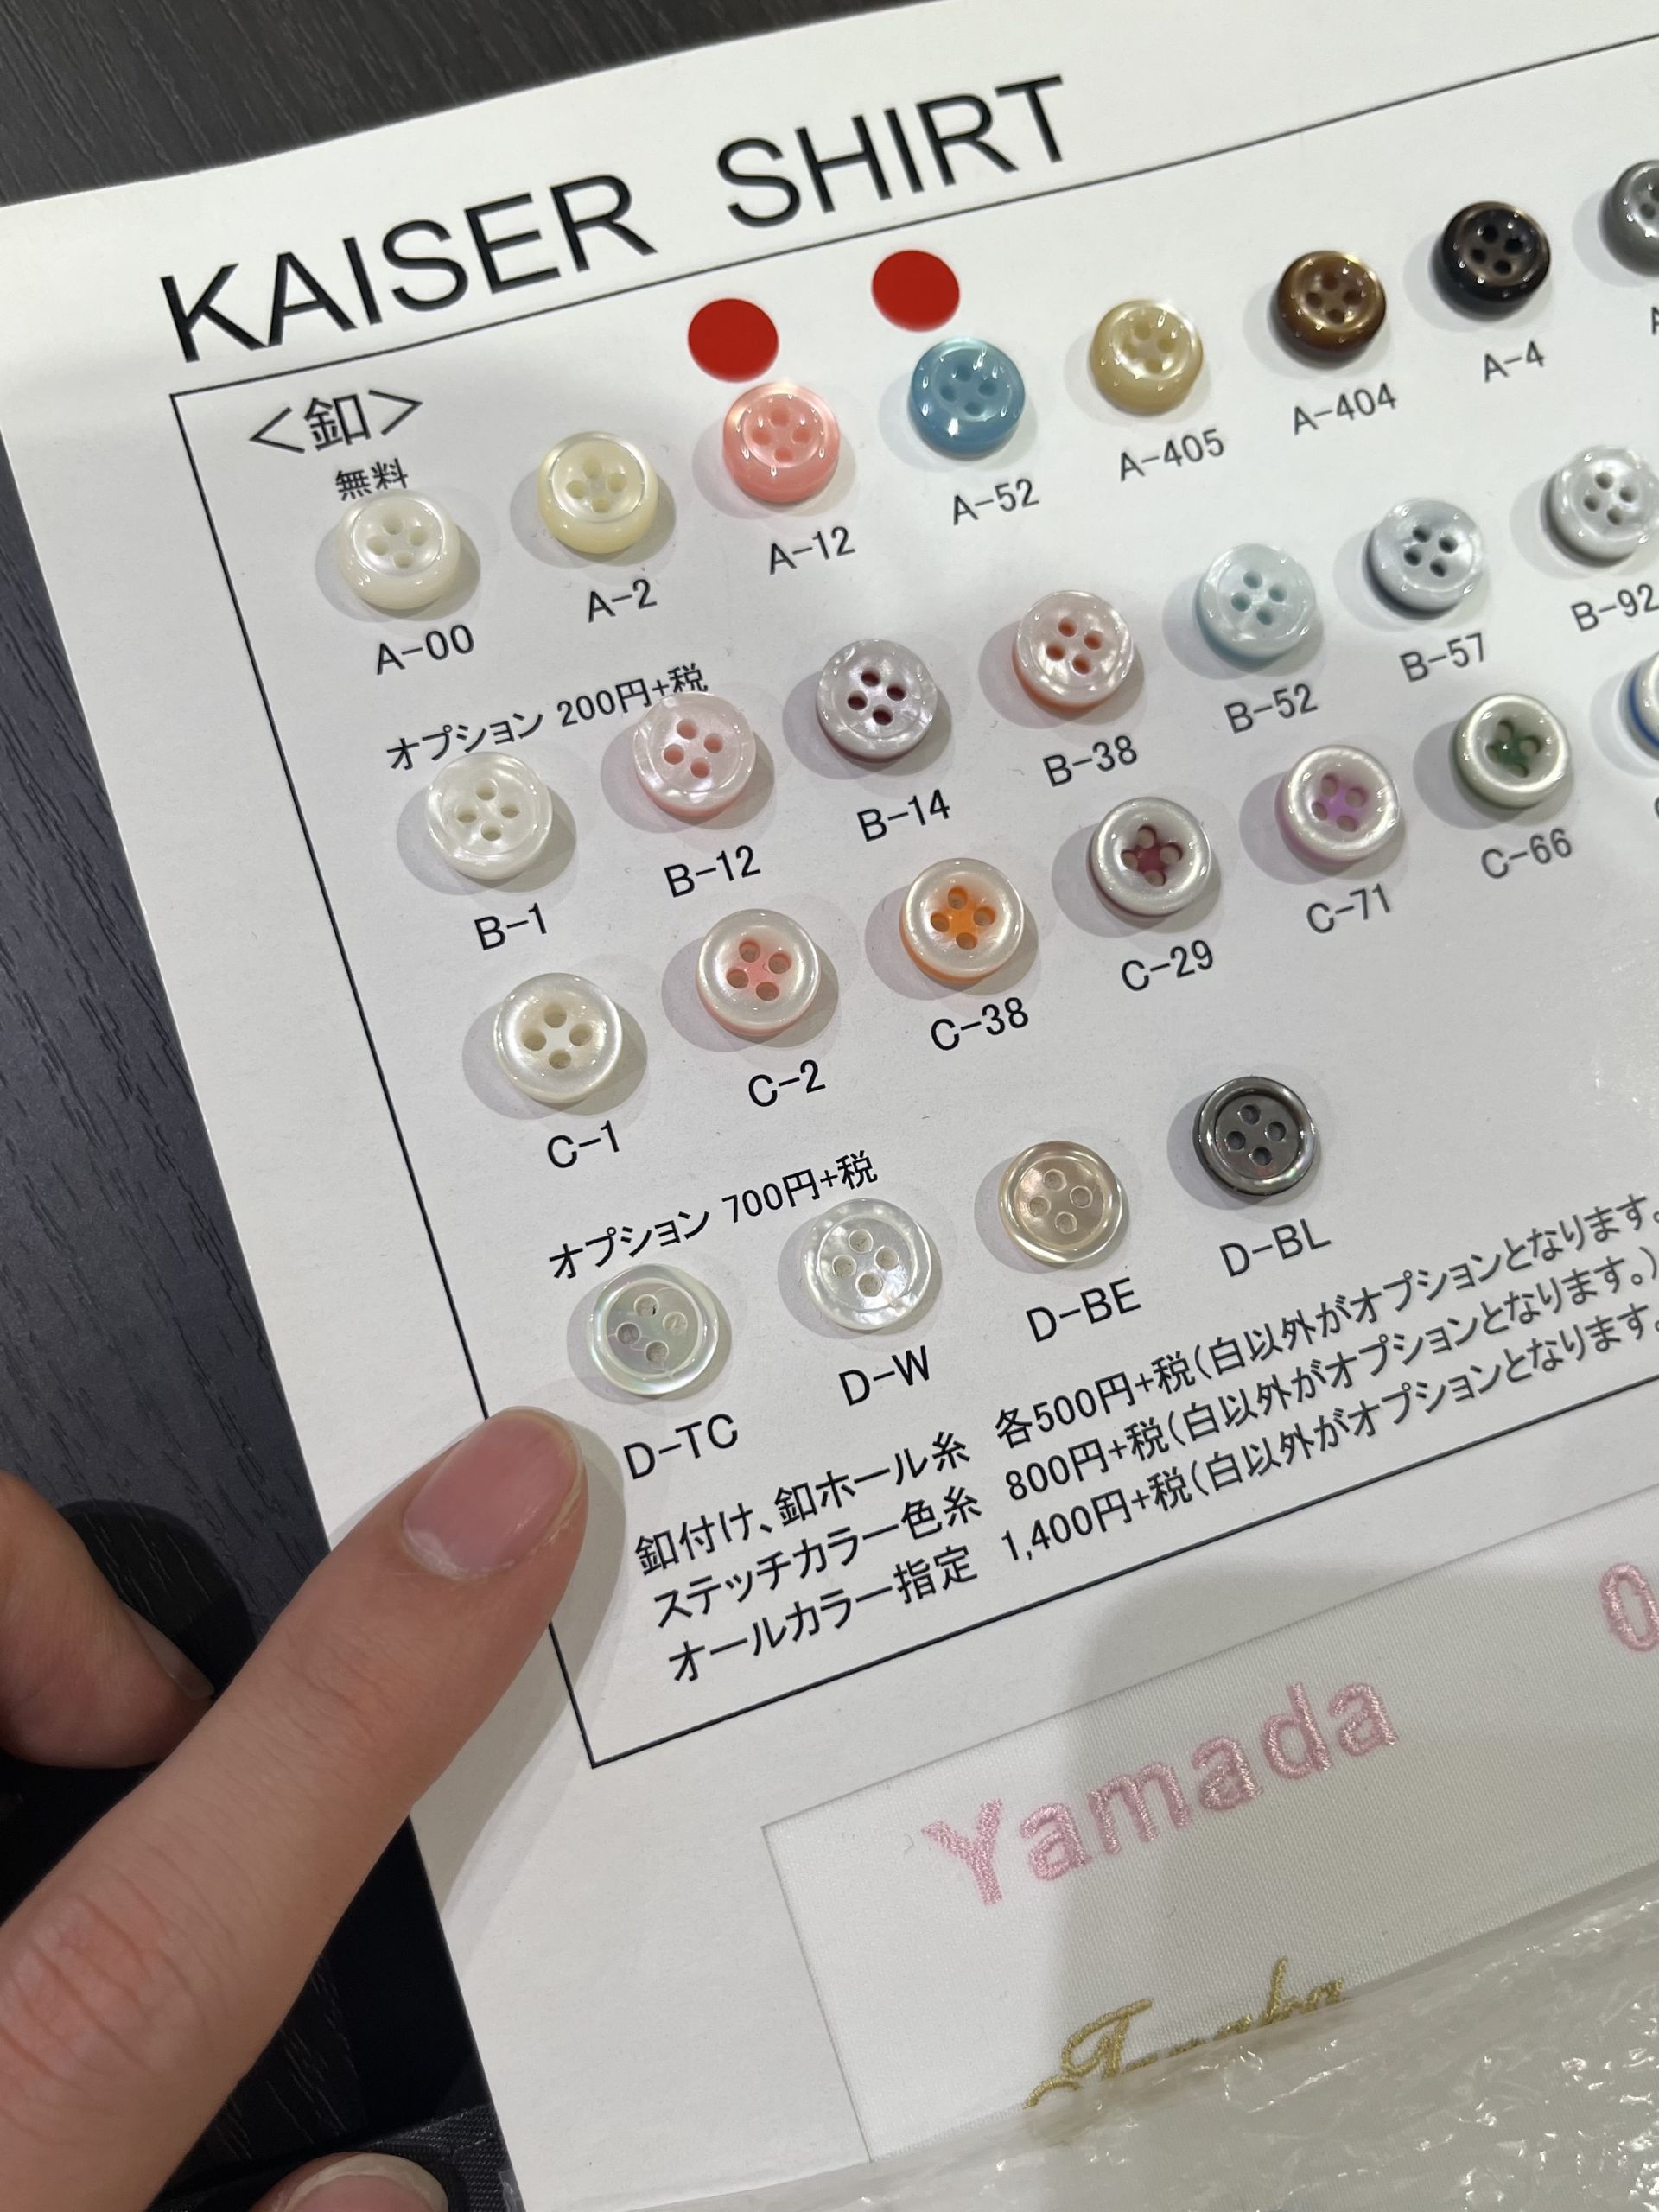 KAISER SHIRT
＜釦＞
無料
A-00 A-2 A-12 A-52 A-405 A-404 A-4
オプション 200円+税
B-1 B-12 B-14 B-38 B-52 B-57 B-92
C-1 C-2 C-38 C-29 C-71 C-66
オプション 700円+税
D-TC D-W D-BE D-BL
釦付け、釦ホール糸 各500円+税(白以外がオプションとなります。
ステッチカラー色糸 800円+税(白以外がオプションとなります。)
オールカラー指定 1,400円+税(白以外がオプションとなります。
Yamada